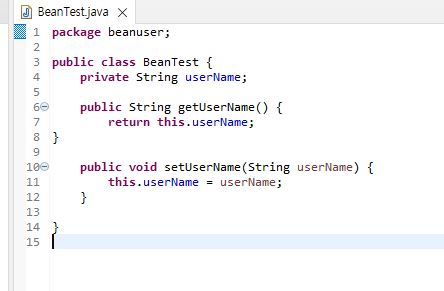 BeanTest.java
1 package beanuser;
2
3 public class BeanTest {
4     private String userName;
5
6     public String getUserName() {
7         return this.userName;
8 }
9
10     public void setUserName(String userName) {
11         this.userName = userName;
12     }
13
14 }
15